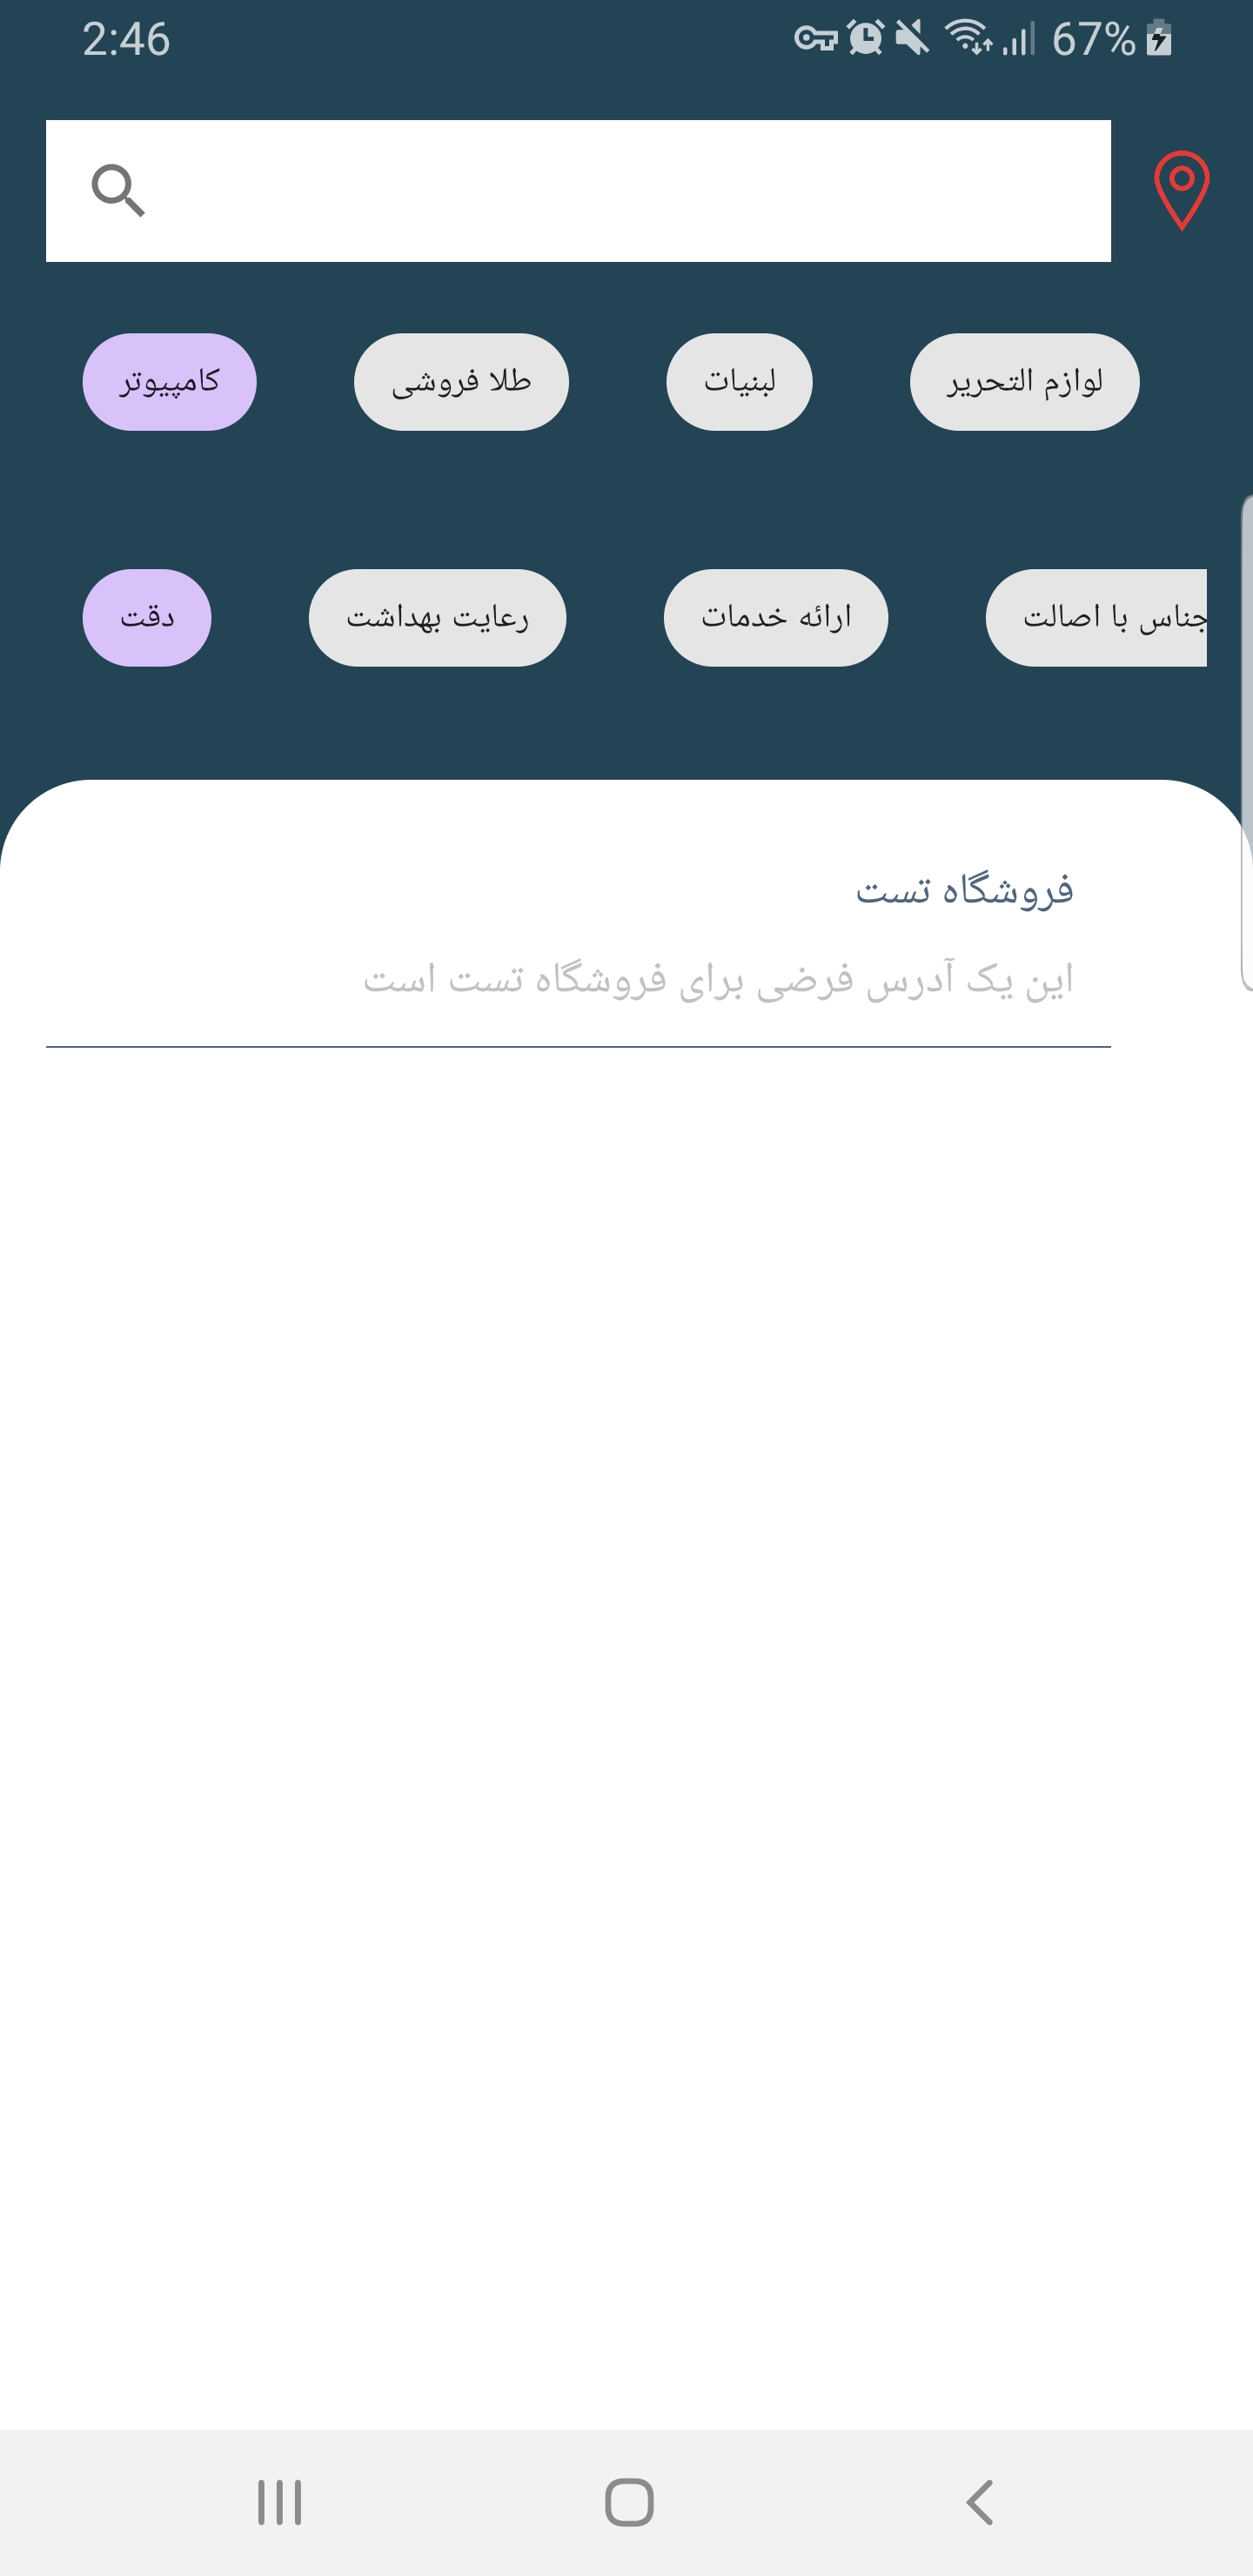 2:46 67%
لوازم التحریر لبنیات طلا فروشی کامپیوتر
جناس با اصالت ارائه خدمات رعایت بهداشت دقت
فروشگاه تست
این یک آدرس فرضی برای فروشگاه تست است